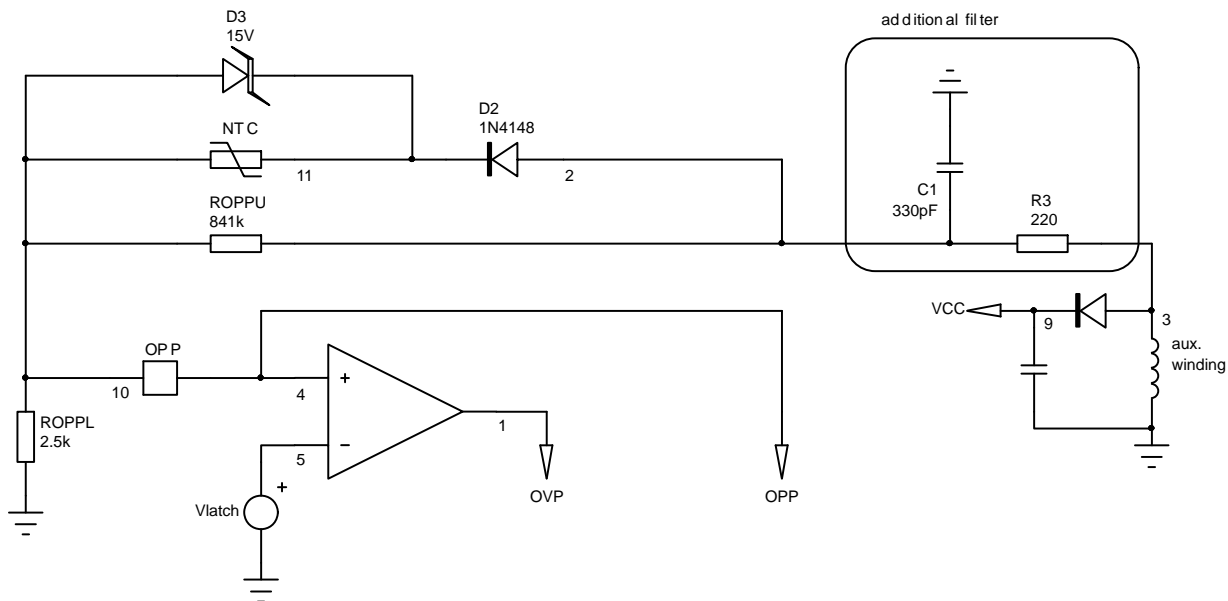 additional filter
D3
15V
NTC
11
D2
1N4148
2
ROPPU
841k
C1
330pF
R3
220
VCC
9
3
aux.
winding
OPP
10
4
+
1
5
-
ROPPL
2.5k
Vlatch
+
OVP
OPP